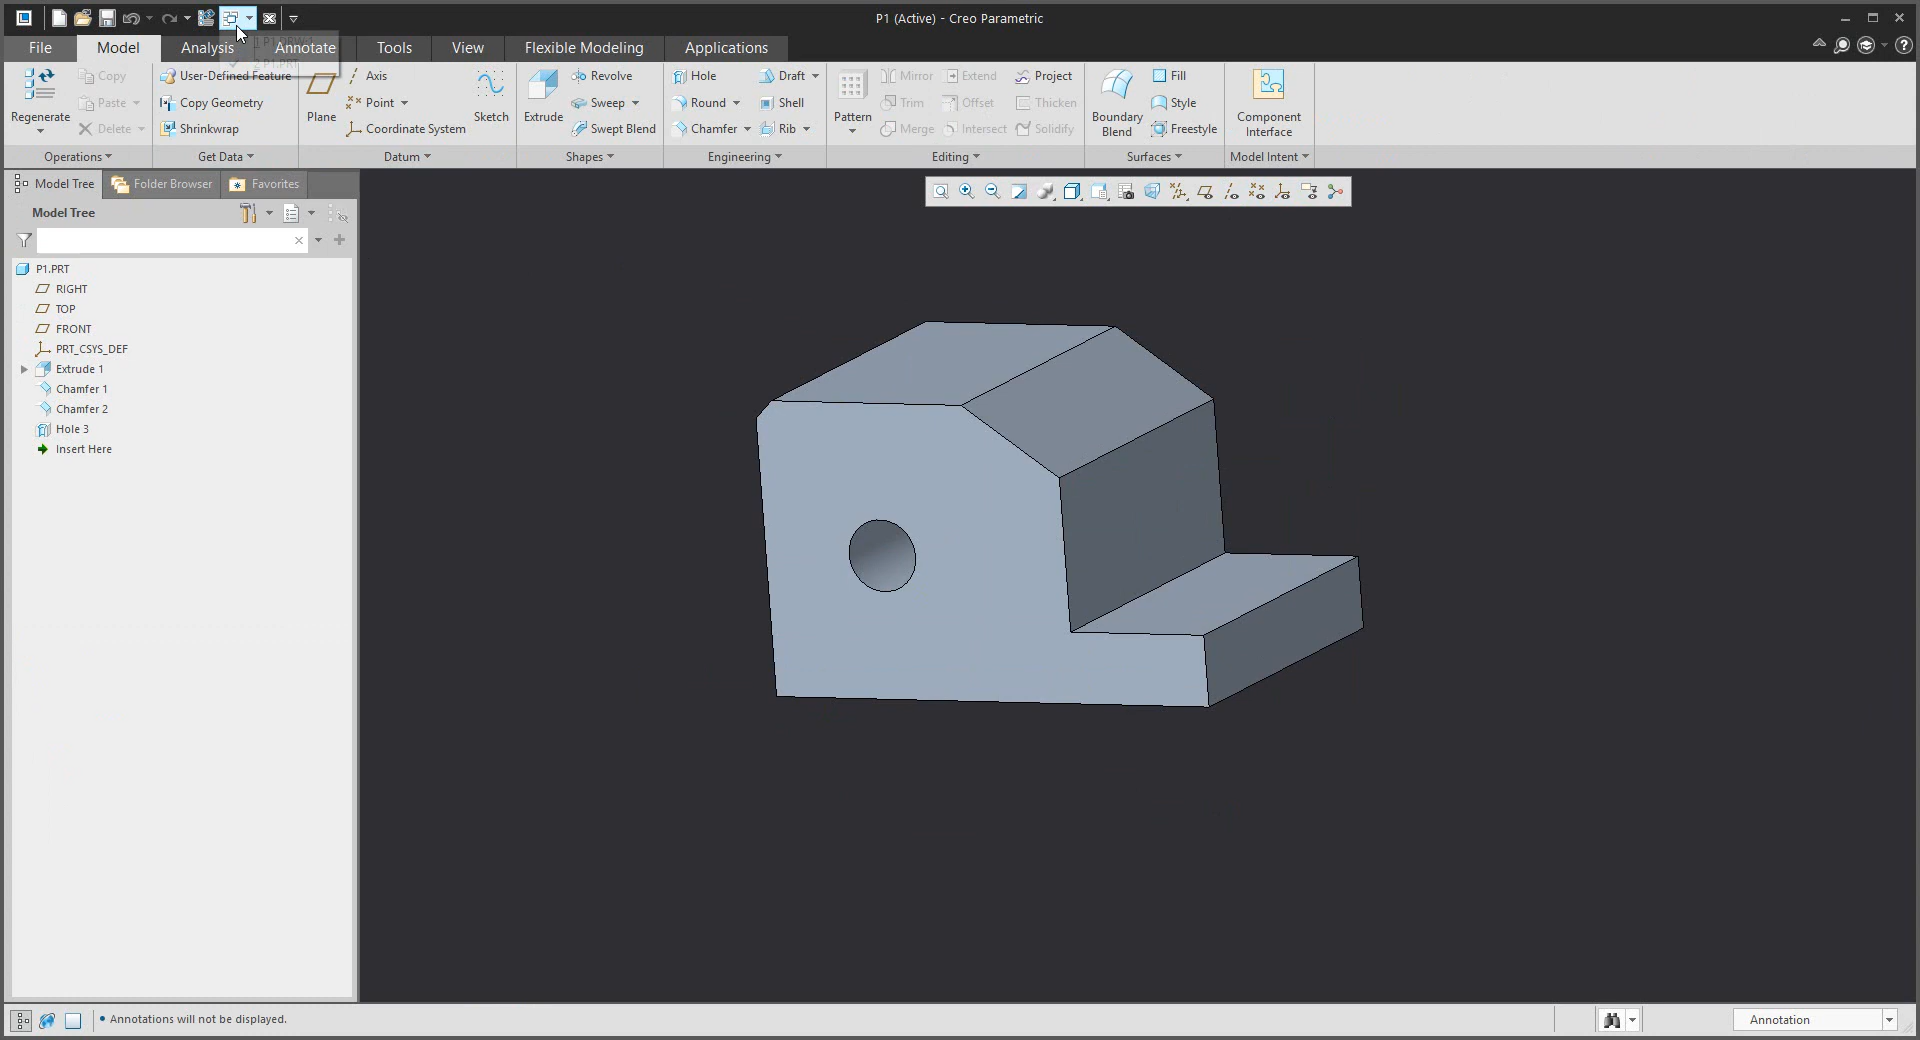 P1 (Active) - Creo Parametric
File
Model
Analysis
Annotate
Tools
View
Flexible Modeling
Applications
2 P1.PRT
Regenerate
Copy
Paste
Delete
User-Defined Feature
Copy Geometry
Shrinkwrap
Plane
Axis
Point
Coordinate System
Sketch
Extrude
Revolve
Sweep
Swept Blend
Hole
Round
Chamfer
Draft
Shell
Rib
Pattern
Mirror
Trim
Merge
Extend
Offset
Intersect
Project
Thicken
Solidify
Boundary
Blend
Fill
Style
Freestyle
Component
Interface
Operations
Get Data
Datum
Shapes
Engineering
Editing
Surfaces
Model Intent
Model Tree
Folder Browser
Favorites
Model Tree
P1.PRT
RIGHT
TOP
FRONT
PRT_CSYS_DEF
Extrude 1
Chamfer 1
Chamfer 2
Hole 3
Insert Here
• Annotations will not be displayed.
Annotation